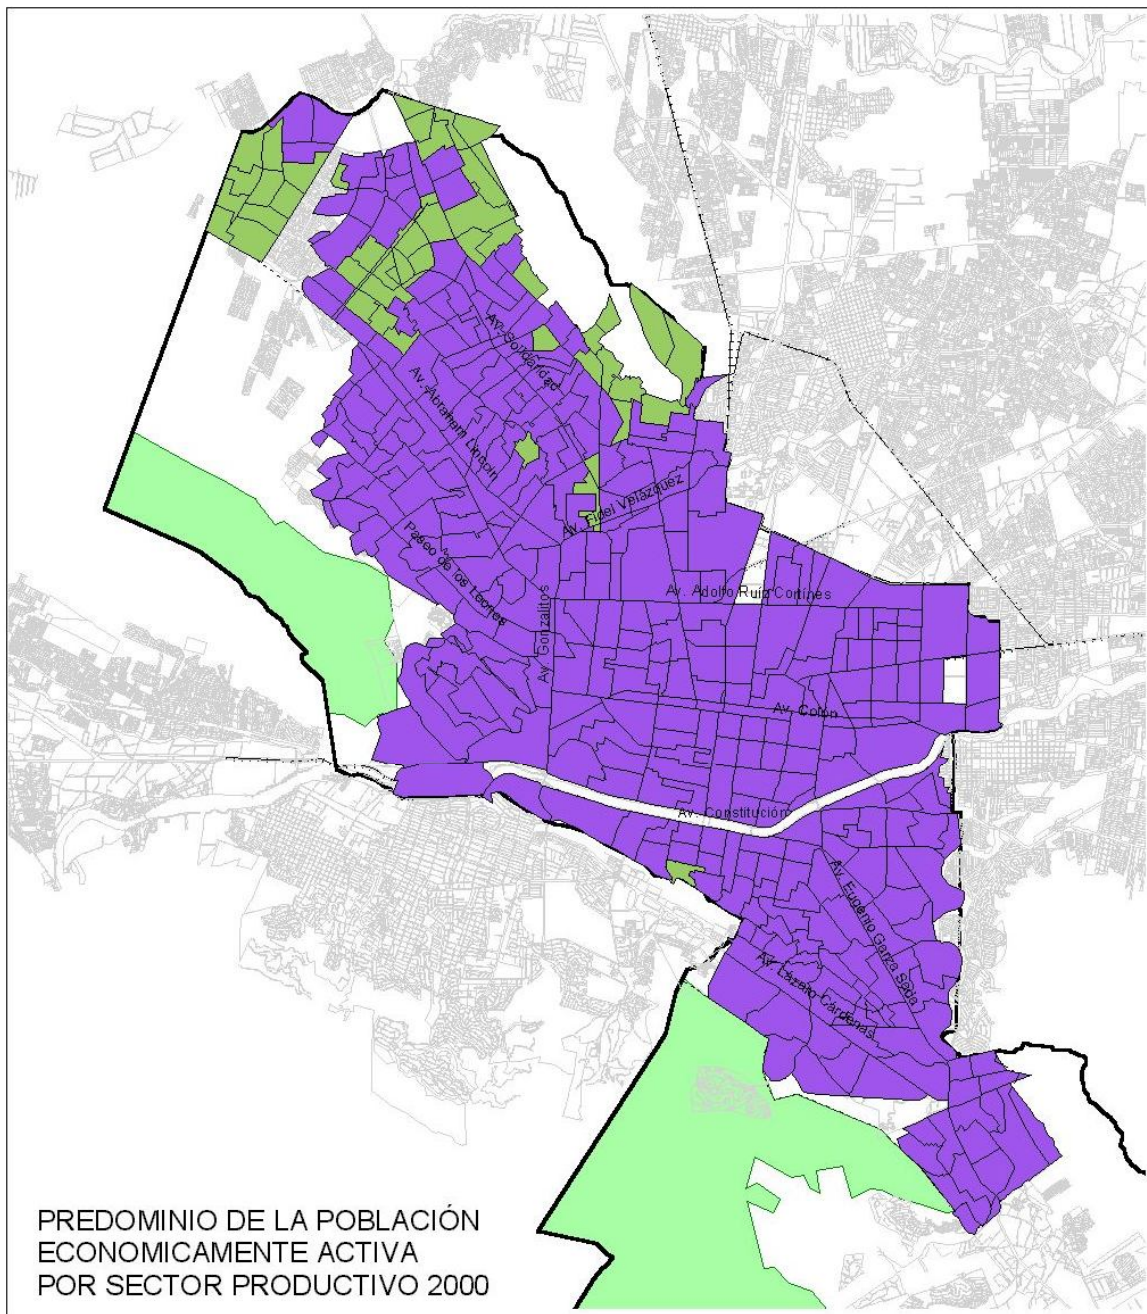 Av. Solidaridad
Av. Abraham Lincoln
Av. Fidel Velázquez
Paseo de los Leones
Av. Adolfo Ruíz Cortines
Av. Gonzalitos
Av. Colón
Av. Constitución
Av. Eugenio Garza Sada
Av. Lázaro Cárdenas
PREDOMINIO DE LA POBLACIÓN
ECONOMICAMENTE ACTIVA
POR SECTOR PRODUCTIVO 2000